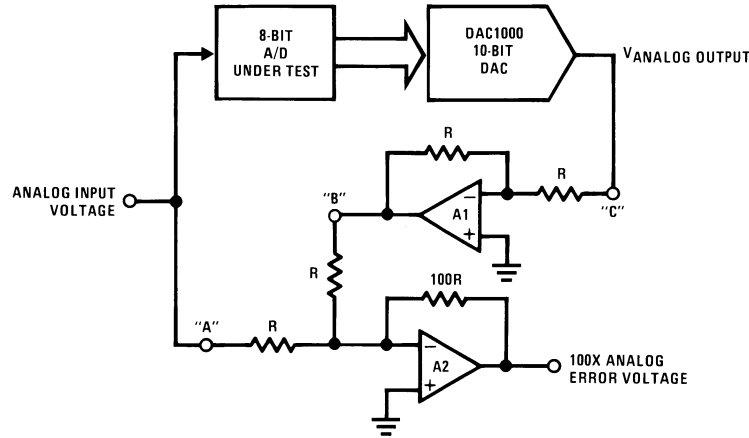 8-BIT
A/D
UNDER TEST
DAC1000
10-BIT
DAC
VANALOG OUTPUT
R
R
ANALOG INPUT
VOLTAGE
"B"
−
A1
+
"C"
R
100R
"A"
R
−
A2
+
100X ANALOG
ERROR VOLTAGE